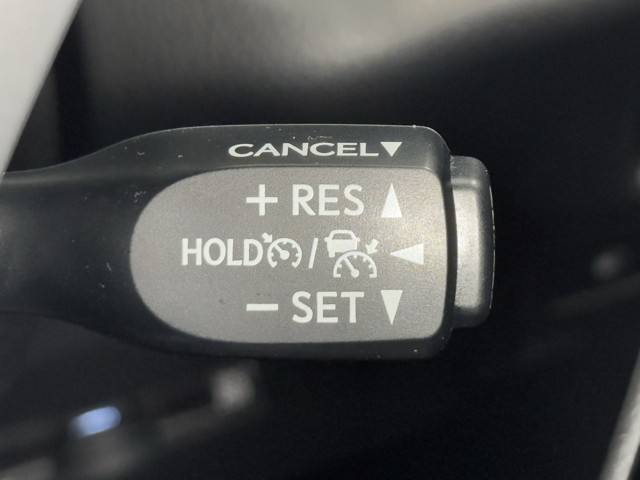 CANCEL▼
+ RES ▲
HOLD / ◀
− SET ▼